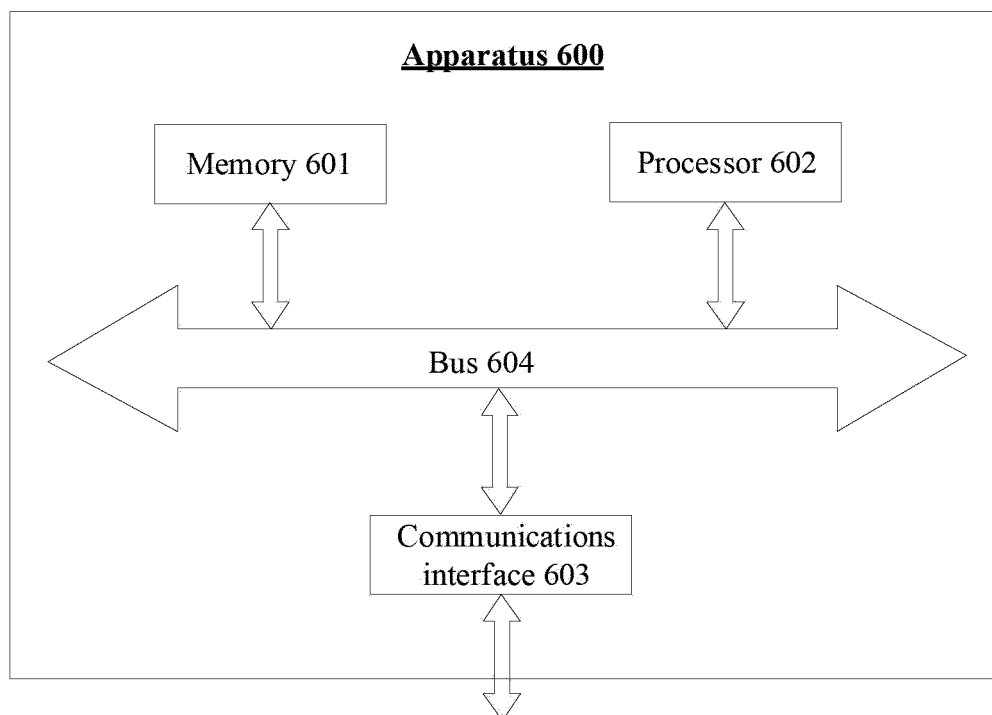 Apparatus 600
Memory 601
Processor 602
Bus 604
Communications
interface 603